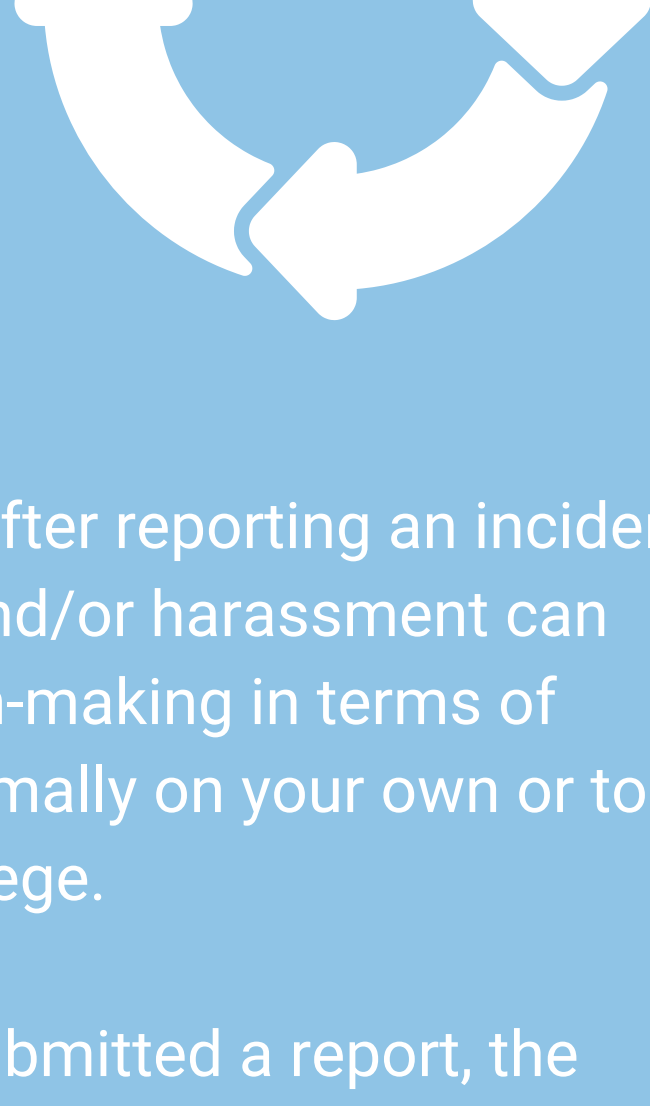 fter reporting an incide
nd/or harassment can
-making in terms of
mally on your own or to
ege.
bmitted a report, the